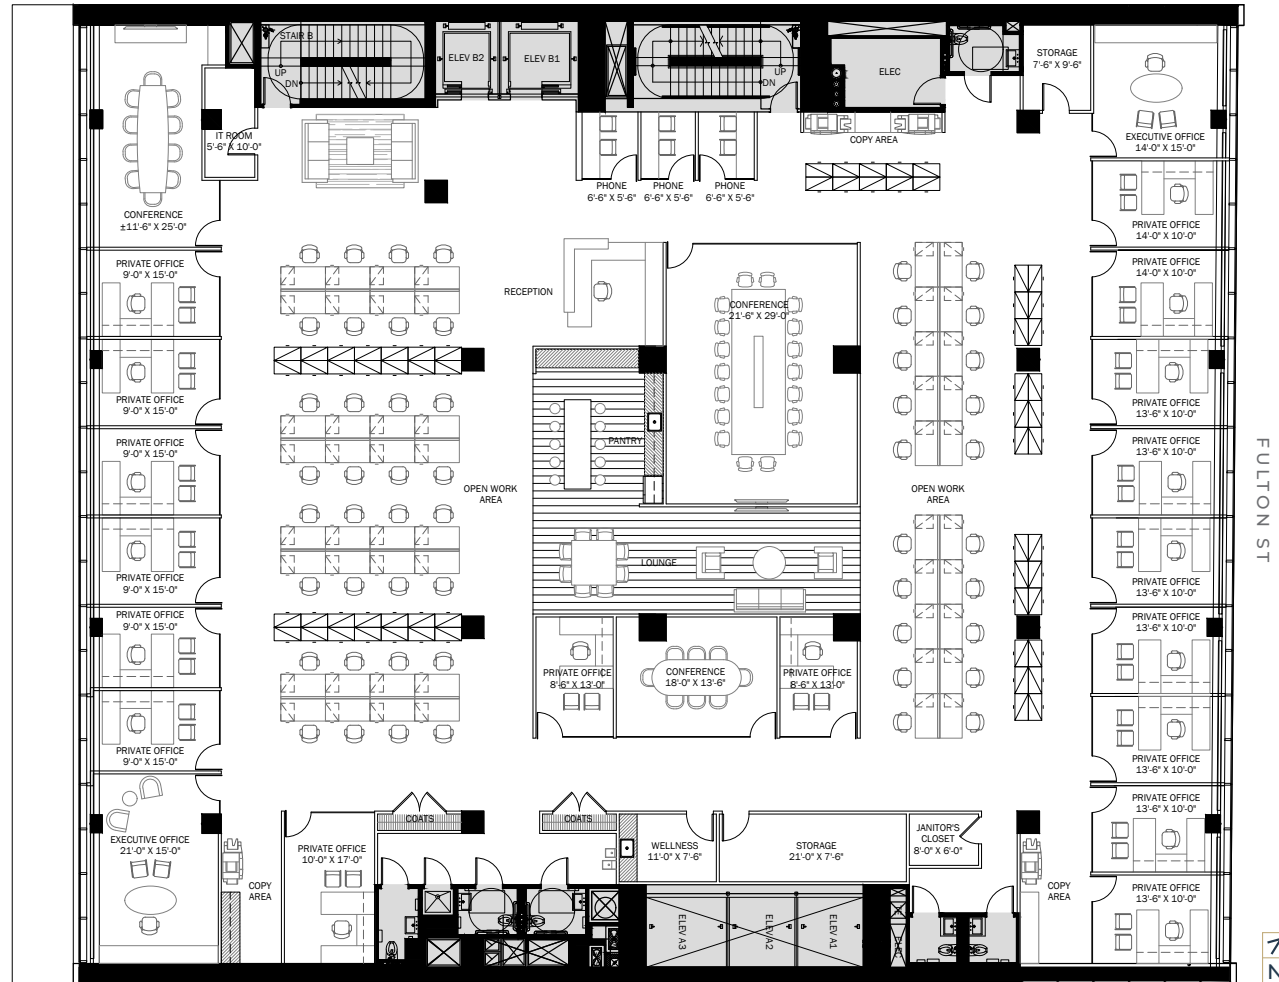 STAIR B
UP
DN
ELEV B2
ELEV B1
UP
DN
ELEC
STORAGE
7'-6" X 9'-6"
IT ROOM
5'-6" X 10'-0"
COPY AREA
EXECUTIVE OFFICE
14'-0" X 15'-0"
PHONE
6'-6" X 5'-6"
PHONE
6'-6" X 5'-6"
PHONE
6'-6" X 5'-6"
CONFERENCE
±11'-6" X 25'-0"
PRIVATE OFFICE
14'-0" X 10'-0"
PRIVATE OFFICE
9'-0" X 15'-0"
PRIVATE OFFICE
14'-0" X 10'-0"
RECEPTION
CONFERENCE
21'-6" X 29'-0"
PRIVATE OFFICE
9'-0" X 15'-0"
PRIVATE OFFICE
13'-6" X 10'-0"
PRIVATE OFFICE
9'-0" X 15'-0"
PANTRY
PRIVATE OFFICE
13'-6" X 10'-0"
OPEN WORK
AREA
OPEN WORK
AREA
FULTON ST
LOUNGE
PRIVATE OFFICE
9'-0" X 15'-0"
PRIVATE OFFICE
13'-6" X 10'-0"
PRIVATE OFFICE
9'-0" X 15'-0"
PRIVATE OFFICE
13'-6" X 10'-0"
PRIVATE OFFICE
8'-6" X 13'-0"
CONFERENCE
18'-0" X 13'-6"
PRIVATE OFFICE
8'-6" X 13'-0"
PRIVATE OFFICE
9'-0" X 15'-0"
PRIVATE OFFICE
13'-6" X 10'-0"
PRIVATE OFFICE
13'-6" X 10'-0"
COATS
COATS
EXECUTIVE OFFICE
21'-0" X 15'-0"
PRIVATE OFFICE
10'-0" X 17'-0"
WELLNESS
11'-0" X 7'-6"
STORAGE
21'-0" X 7'-6"
JANITOR'S
CLOSET
8'-0" X 6'-0"
COPY
AREA
COPY
AREA
PRIVATE OFFICE
13'-6" X 10'-0"
ELEV A3
ELEV A2
ELEV A1
ELEC
N